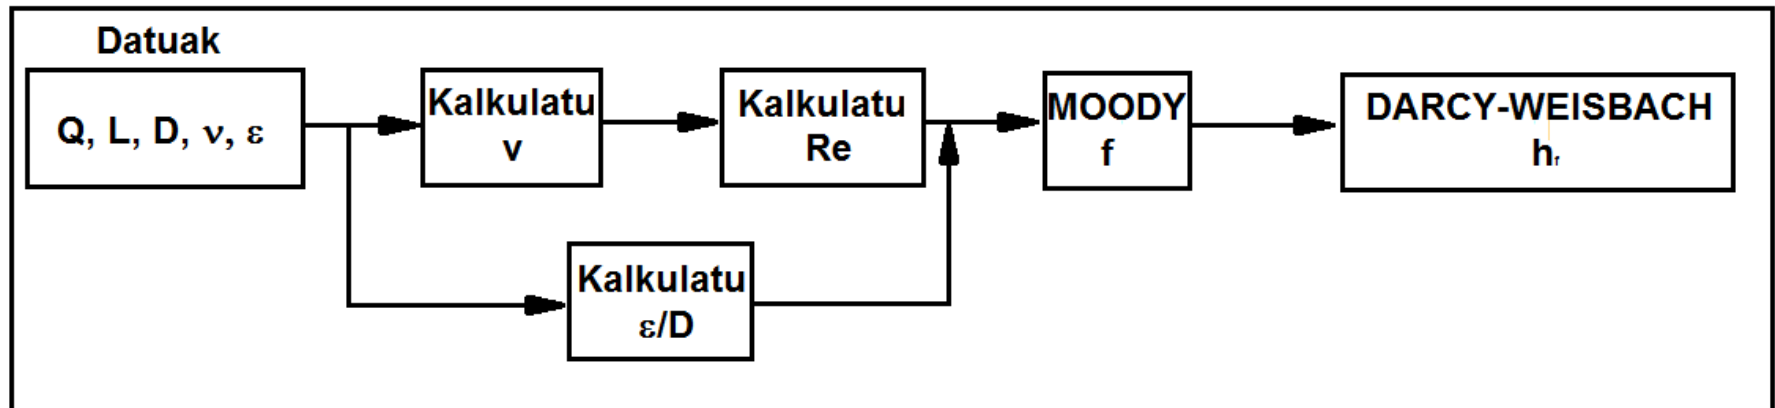 Datuak
Q, L, D, ν, ε
Kalkulatu
v
Kalkulatu
Re
MOODY
f
DARCY-WEISBACH
hf
Kalkulatu
ε/D